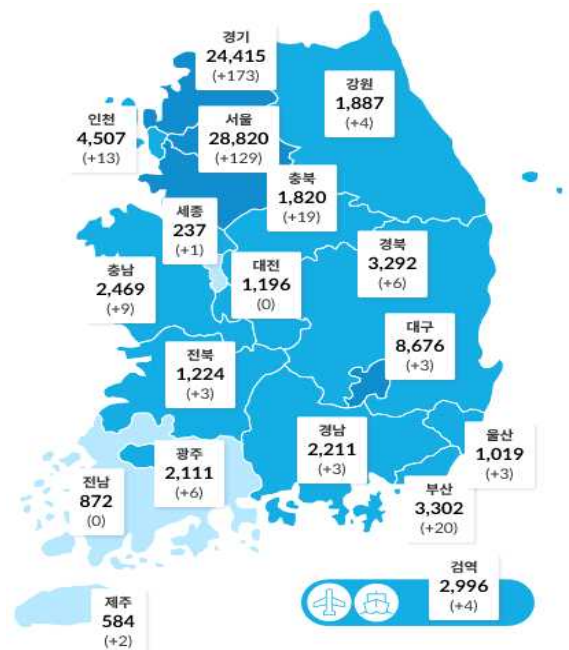 경기
24,415
(+173)
강원
1,887
(+4)
인천
4,507
(+13)
서울
28,820
(+129)
충북
1,820
(+19)
세종
237
(+1)
대전
1,196
(0)
경북
3,292
(+6)
충남
2,469
(+9)
대구
8,676
(+3)
전북
1,224
(+3)
경남
2,211
(+3)
울산
1,019
(+3)
광주
2,111
(+6)
전남
872
(0)
부산
3,302
(+20)
검역
2,996
(+4)
제주
584
(+2)